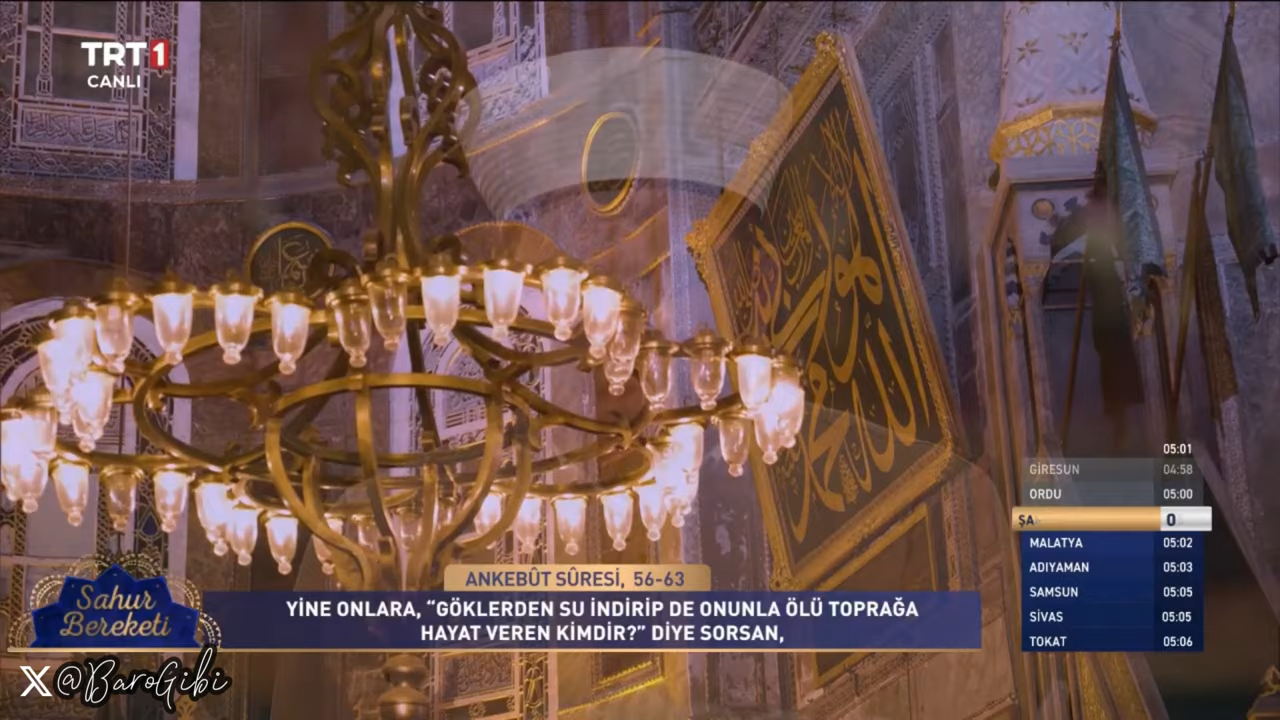 TRT1
CANLI
05:01
GİRESUN 04:58
ORDU 05:00
ŞA 0
MALATYA 05:02
ADIYAMAN 05:03
SAMSUN 05:05
SİVAS 05:05
TOKAT 05:06
ANKEBÛT SÛRESİ, 56-63
Sahur
Bereketi
YİNE ONLARA, “GÖKLERDEN SU İNDİRİP DE ONUNLA ÖLÜ TOPRAĞA
HAYAT VEREN KİMDİR?” DİYE SORSAN,
X @BaroGibi